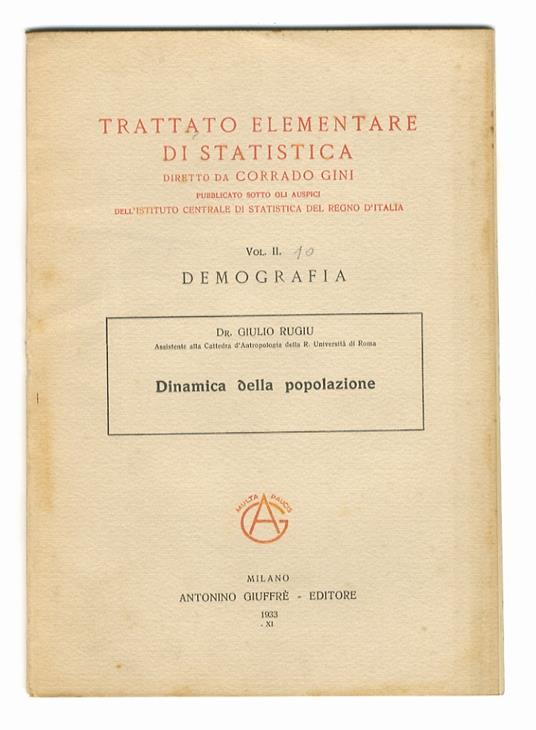 TRATTATO ELEMENTARE
DI STATISTICA
DIRETTO DA CORRADO GINI
PUBBLICATO SOTTO GLI AUSPICI
DELL'ISTITUTO CENTRALE DI STATISTICA DEL REGNO D'ITALIA
VOL. II. 10
DEMOGRAFIA
DR. GIULIO RUGIU
Assistente alla Cattedra d'Antropologia della R. Università di Roma
Dinamica della popolazione
MULTA PAUCIS
AG
MILANO
ANTONINO GIUFFRÈ - EDITORE
1933
- XI